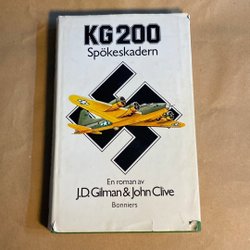 KG 200
Spökeskadern
En roman av
J.D. Gilman & John Clive
Bonniers